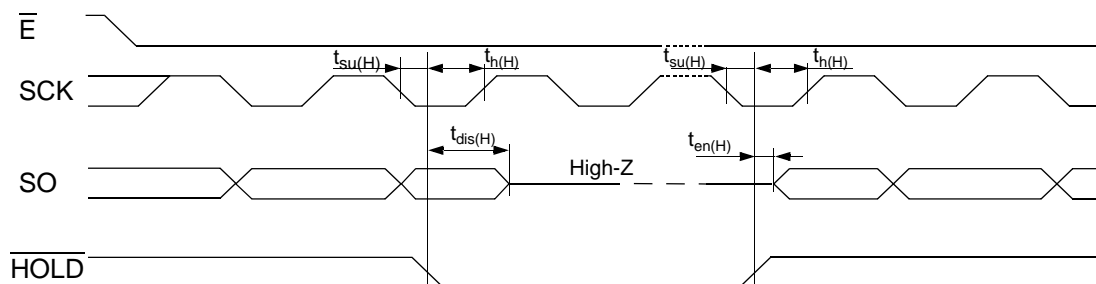 E
tsu(H) th(H) tsu(H) th(H)
SCK
tdis(H) ten(H)
High-Z
SO
HOLD